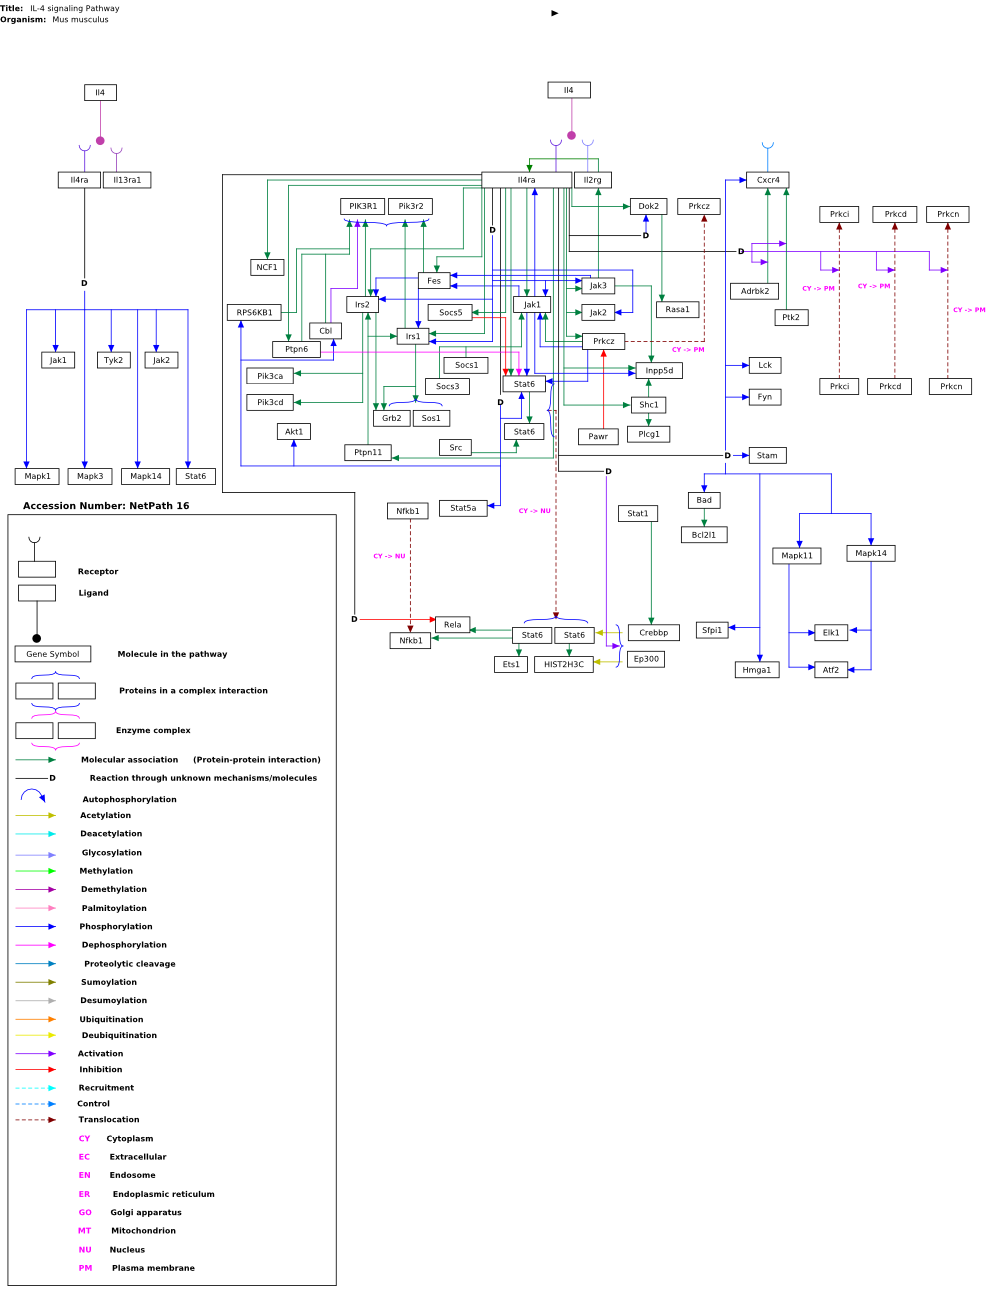 Title: IL-4 signaling Pathway
Organism: Mus musculus
Il4
Il4
Il4ra
Il13ra1
Il4ra
Il2rg
Cxcr4
PIK3R1
Pik3r2
Dok2
Prkcz
Prkci
Prkcd
Prkcn
D
D
D
NCF1
Fes
Jak3
Adrbk2
CY -> PM
CY -> PM
D
Irs2
Jak1
RPS6KB1
Socs5
Jak2
Rasa1
CY -> PM
Ptk2
Cbl
Irs1
Prkcz
Ptpn6
CY -> PM
Jak1
Tyk2
Jak2
Socs1
Inpp5d
Lck
Pik3ca
Socs3
Stat6
Prkci
Prkcd
Prkcn
Pik3cd
D
Shc1
Fyn
Grb2
Sos1
Akt1
Stat6
Pawr
Plcg1
Ptpn11
Src
D
Stam
Mapk1
Mapk3
Mapk14
Stat6
D
Bad
Accession Number: NetPath 16
Nfkb1
Stat5a
CY -> NU
Stat1
Bcl2l1
CY -> NU
Mapk11
Mapk14
Receptor
Ligand
D
Rela
Nfkb1
Stat6
Stat6
Crebbp
Sfpi1
Elk1
Gene Symbol
Molecule in the pathway
Ets1
HIST2H3C
Ep300
Hmga1
Atf2
Proteins in a complex interaction
Enzyme complex
Molecular association (Protein-protein interaction)
D Reaction through unknown mechanisms/molecules
Autophosphorylation
Acetylation
Deacetylation
Glycosylation
Methylation
Demethylation
Palmitoylation
Phosphorylation
Dephosphorylation
Proteolytic cleavage
Sumoylation
Desumoylation
Ubiquitination
Deubiquitination
Activation
Inhibition
Recruitment
Control
Translocation
CY Cytoplasm
EC Extracellular
EN Endosome
ER Endoplasmic reticulum
GO Golgi apparatus
MT Mitochondrion
NU Nucleus
PM Plasma membrane